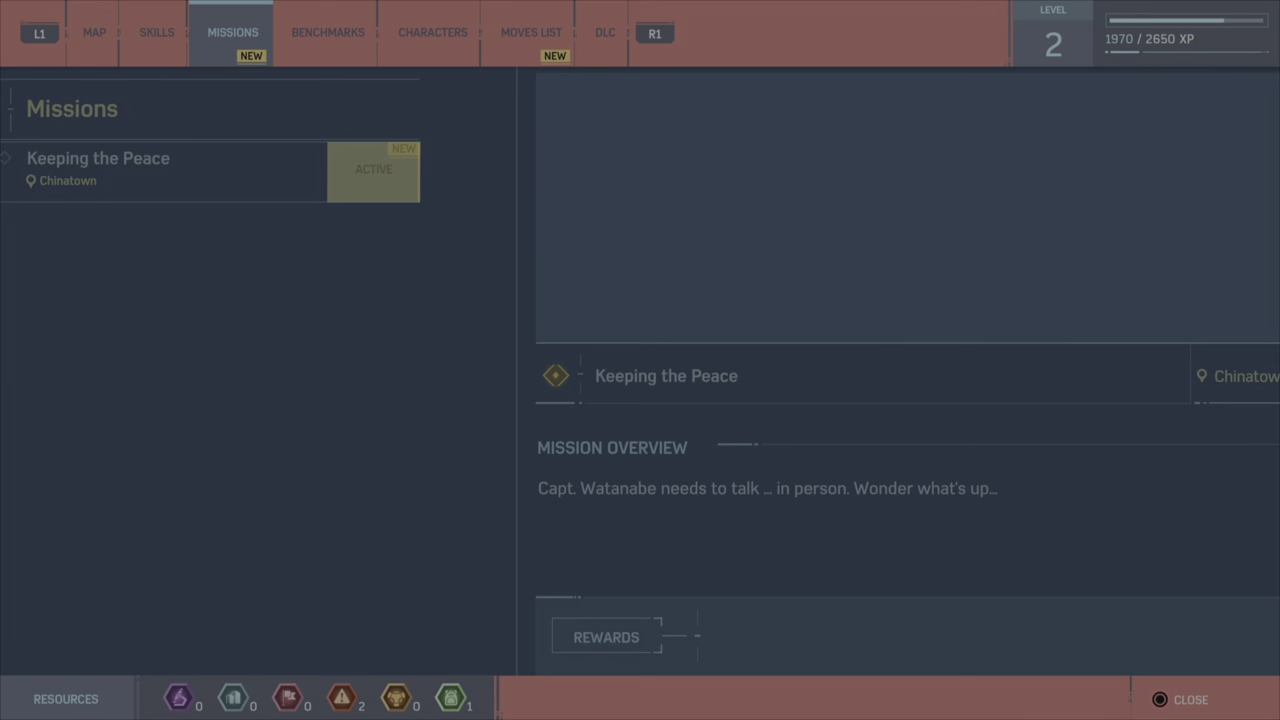 L1 MAP SKILLS MISSIONS BENCHMARKS CHARACTERS MOVES LIST DLC R1
NEW NEW
LEVEL
2
1970 / 2650 XP
Missions
Keeping the Peace
Chinatown
NEW
ACTIVE
Keeping the Peace
Chinatow
MISSION OVERVIEW
Capt. Watanabe needs to talk ... in person. Wonder what's up...
REWARDS
RESOURCES 0 0 0 2 0 1
CLOSE